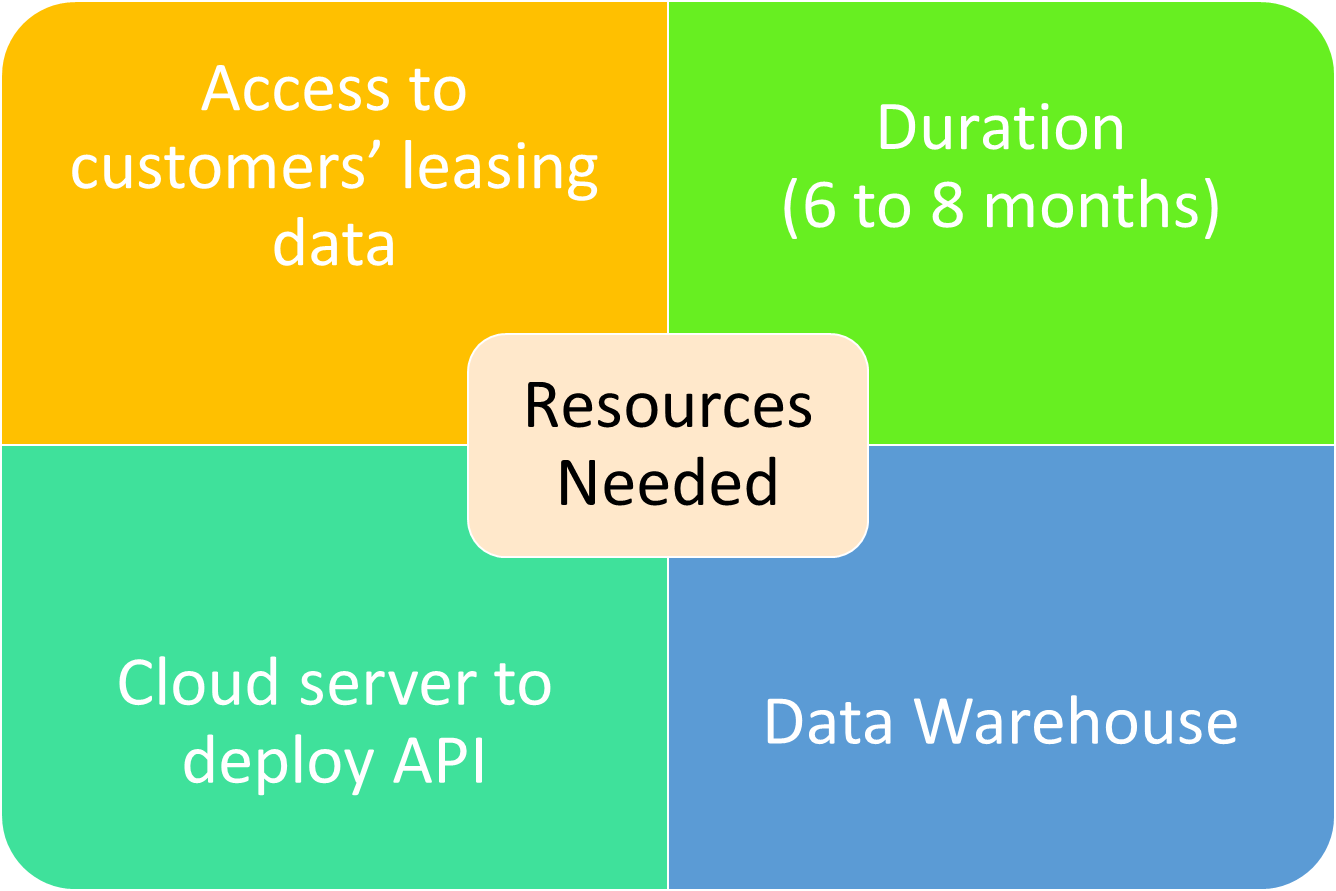 Access to
customers’ leasing
data
Duration
(6 to 8 months)
Resources
Needed
Cloud server to
deploy API
Data Warehouse